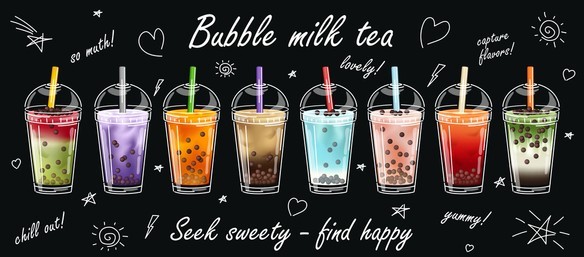 Bubble milk tea
so muth!
lovely!
capture
flavors!
chill out!
Seek sweety - find happy
yummy!